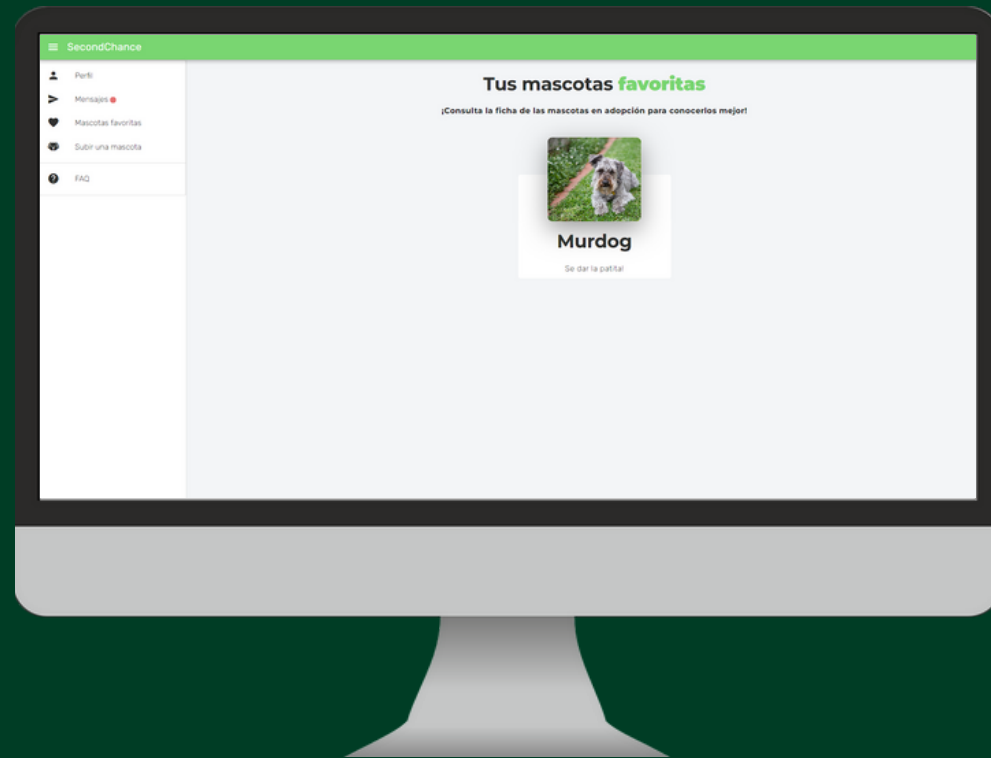 SecondChance
Perfil
Mensajes
Mascotas favoritas
Subir una mascota
FAQ
Tus mascotas favoritas
¡Consulta la ficha de las mascotas en adopción para conocerlos mejor!
Murdog
Se dar la patita!